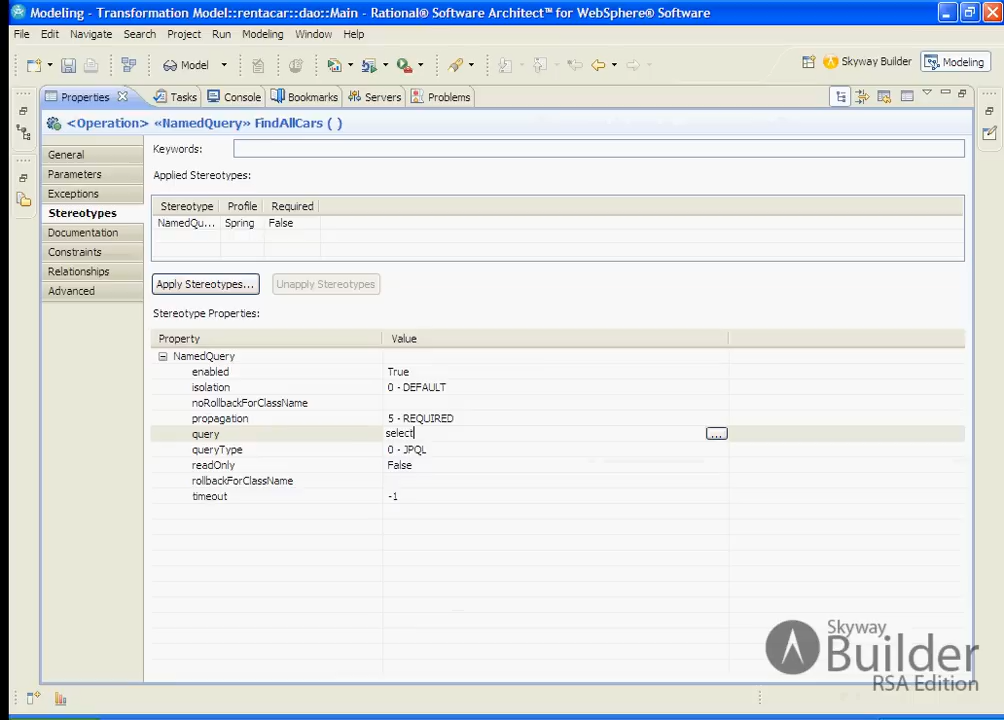 Modeling - Transformation Model::rentacar::dao::Main - Rational® Software Architect™ for WebSphere® Software
File Edit Navigate Search Project Run Modeling Window Help
Model Skyway Builder Modeling
Properties Tasks Console Bookmarks Servers Problems
<Operation> «NamedQuery» FindAllCars ( )
General
Parameters
Exceptions
Stereotypes
Documentation
Constraints
Relationships
Advanced
Keywords:
Applied Stereotypes:
Stereotype Profile Required
NamedQu... Spring False
Apply Stereotypes... Unapply Stereotypes
Stereotype Properties:
Property Value
NamedQuery
enabled True
isolation 0 - DEFAULT
noRollbackForClassName
propagation 5 - REQUIRED
query select ...
queryType 0 - JPQL
readOnly False
rollbackForClassName
timeout -1
Skyway
Builder
RSA Edition